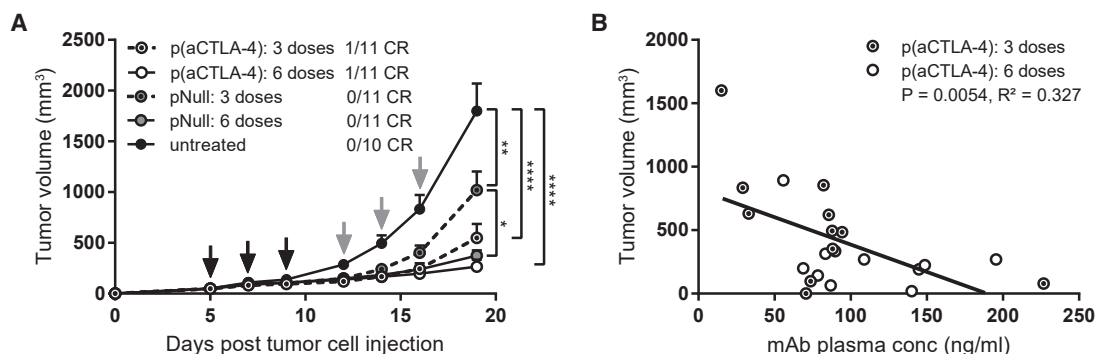 A
Tumor volume (mm³)
2500
2000
1500
1000
500
0
p(aCTLA-4): 3 doses 1/11 CR
p(aCTLA-4): 6 doses 1/11 CR
pNull: 3 doses 0/11 CR
pNull: 6 doses 0/11 CR
untreated 0/10 CR
**
*
****
****
0 5 10 15 20
Days post tumor cell injection
B
Tumor volume (mm³)
2000
1500
1000
500
0
p(aCTLA-4): 3 doses
p(aCTLA-4): 6 doses
P = 0.0054, R² = 0.327
0 50 100 150 200 250
mAb plasma conc (ng/ml)